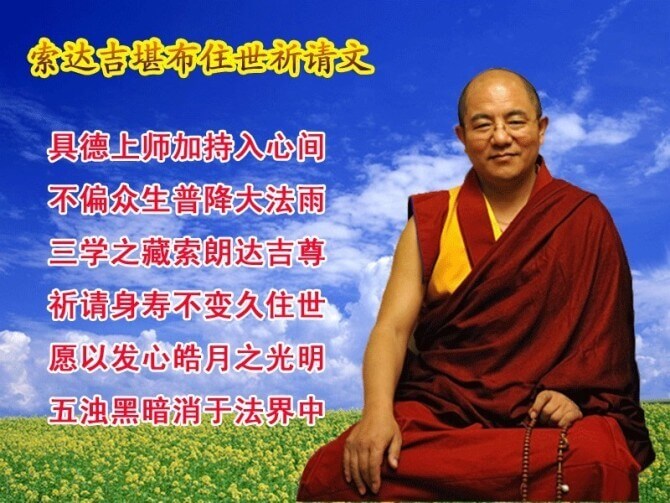 索达吉堪布住世祈请文
具德上师加持入心间
不偏众生普降大法雨
三学之藏索朗达吉尊
祈请身寿不变久住世
愿以发心皓月之光明
五浊黑暗消于法界中